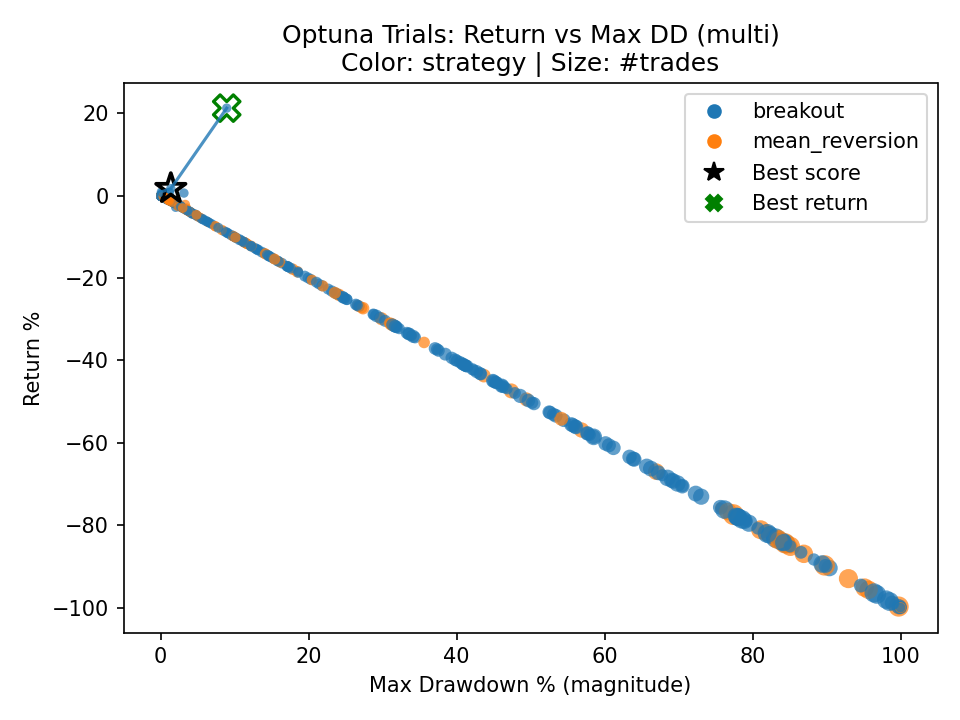 Optuna Trials: Return vs Max DD (multi)
Color: strategy | Size: #trades
breakout
mean_reversion
Best score
Best return
20
0
−20
−40
−60
−80
−100
Return %
0
20
40
60
80
100
Max Drawdown % (magnitude)